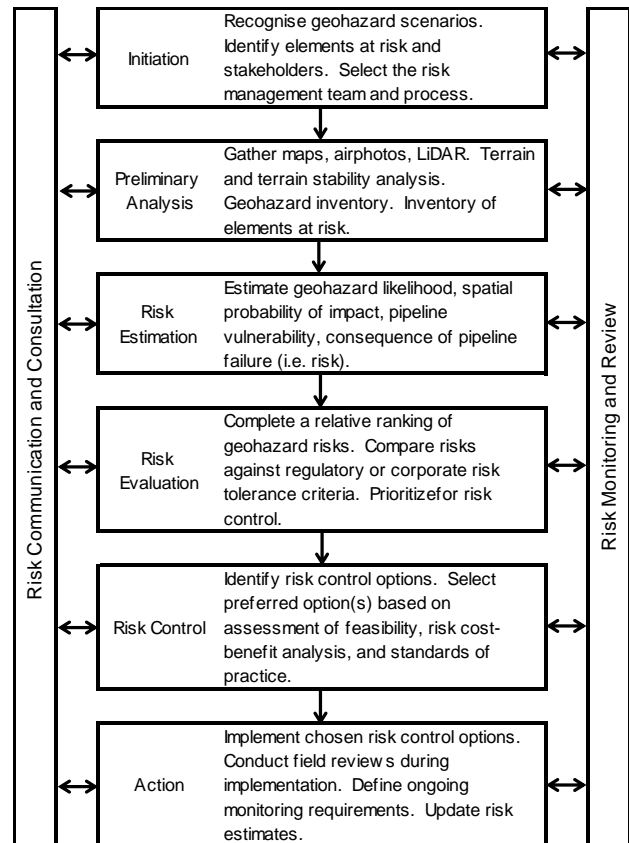 Risk Communication and Consultation
Initiation
Recognise geohazard scenarios.
Identify elements at risk and
stakeholders. Select the risk
management team and process.
Preliminary
Analysis
Gather maps, airphotos, LiDAR. Terrain
and terrain stability analysis.
Geohazard inventory. Inventory of
elements at risk.
Risk
Estimation
Estimate geohazard likelihood, spatial
probability of impact, pipeline
vulnerability, consequence of pipeline
failure (i.e. risk).
Risk
Evaluation
Complete a relative ranking of
geohazard risks. Compare risks
against regulatory or corporate risk
tolerance criteria. Prioritizefor risk
control.
Risk Control
Identify risk control options. Select
preferred option(s) based on
assessment of feasibility, risk cost-
benefit analysis, and standards of
practice.
Action
Implement chosen risk control options.
Conduct field reviews during
implementation. Define ongoing
monitoring requirements. Update risk
estimates.
Risk Monitoring and Review